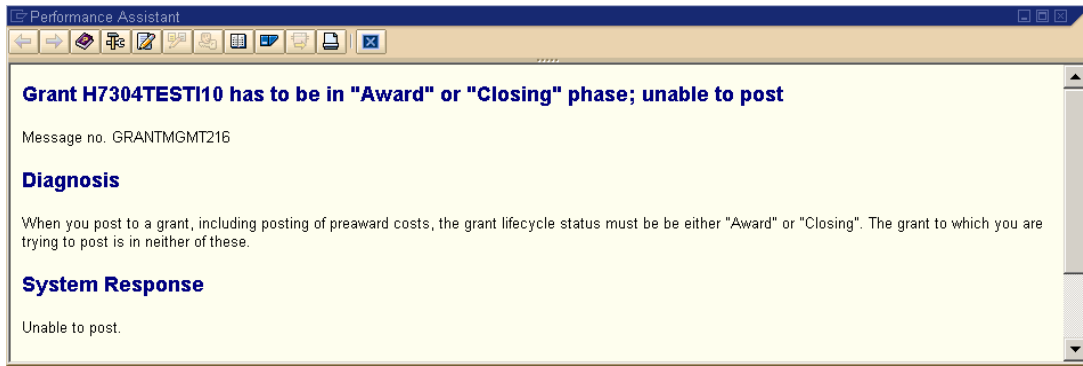 Performance Assistant
Grant H7304TESTI10 has to be in "Award" or "Closing" phase; unable to post
Message no. GRANTMGMT216
Diagnosis
When you post to a grant, including posting of preaward costs, the grant lifecycle status must be be either "Award" or "Closing". The grant to which you are
trying to post is in neither of these.
System Response
Unable to post.